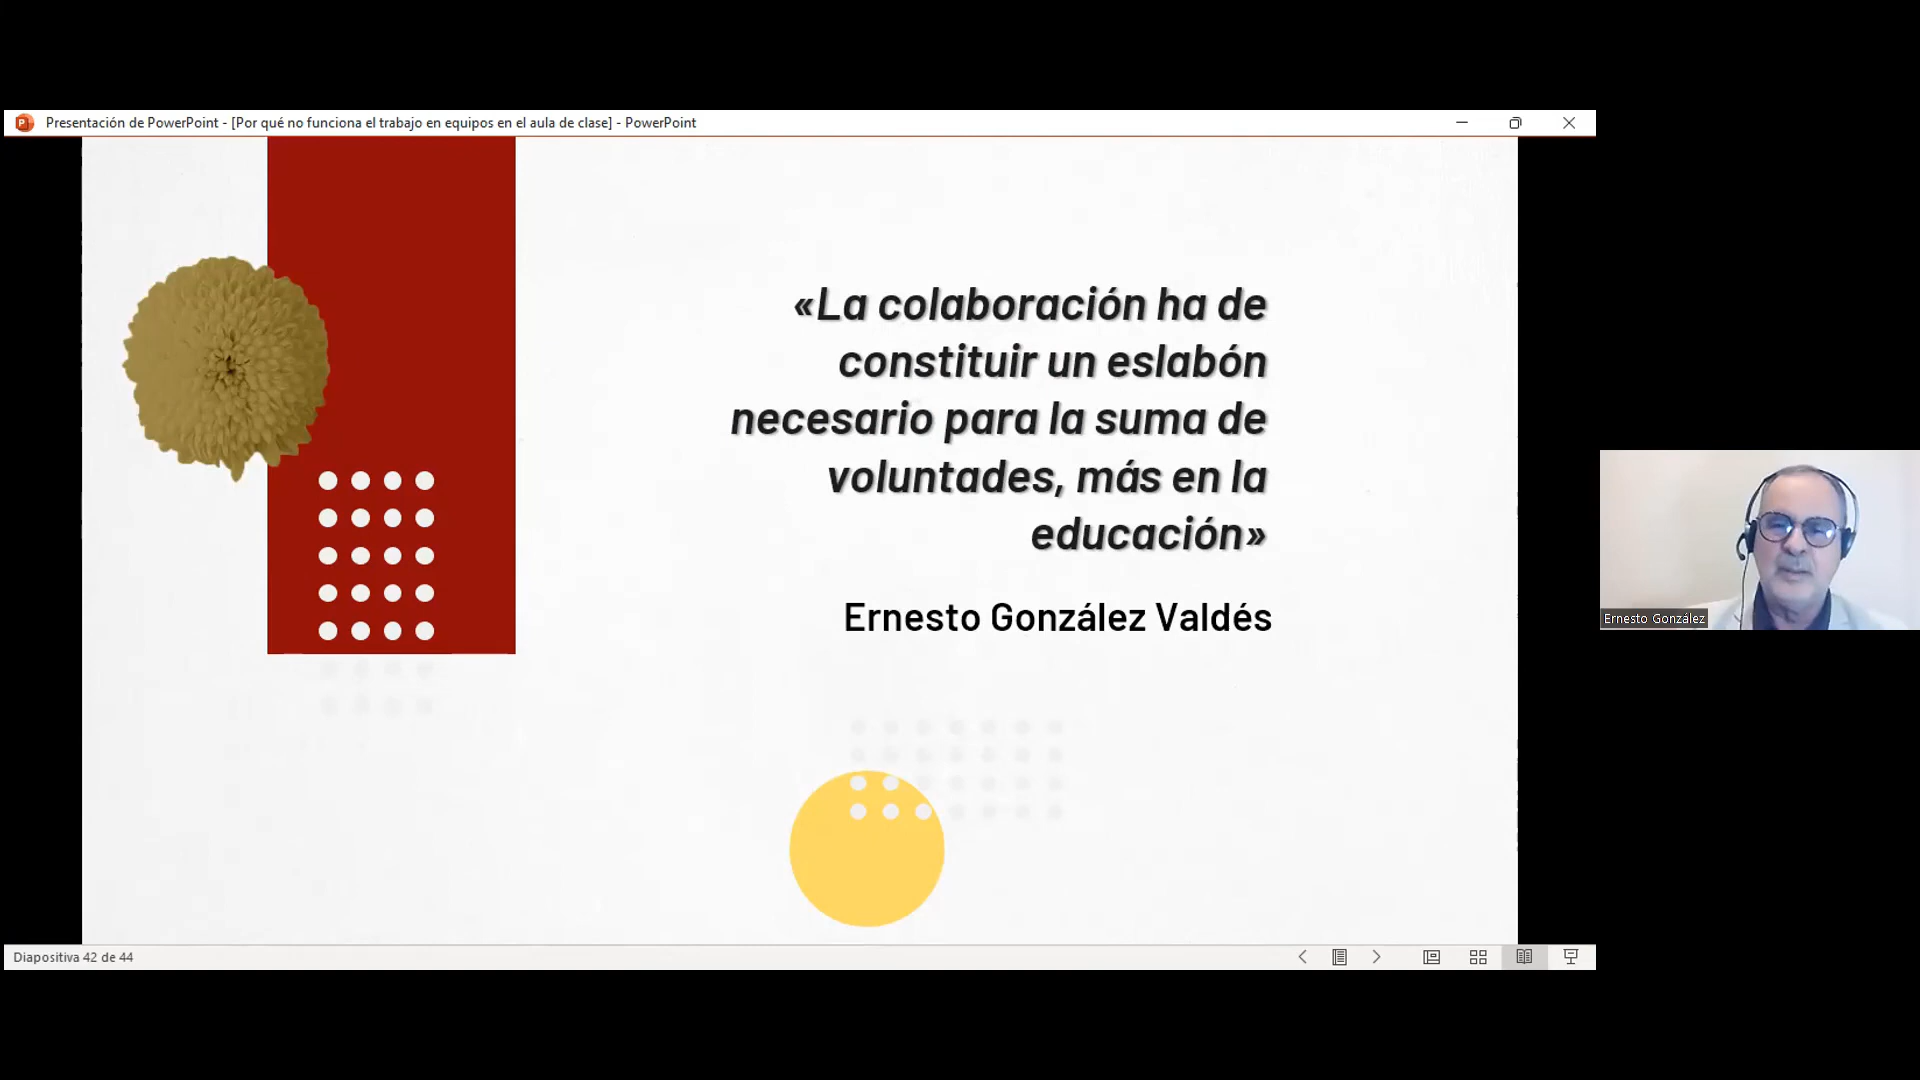 Presentación de PowerPoint - [Por qué no funciona el trabajo en equipos en el aula de clase] - PowerPoint
«La colaboración ha de
constituir un eslabón
necesario para la suma de
voluntades, más en la
educación»
Ernesto González Valdés
Ernesto González
Diapositiva 42 de 44